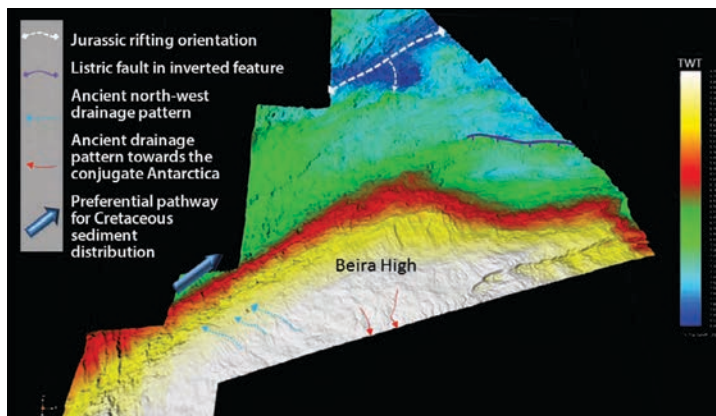 Jurassic rifting orientation
Listric fault in inverted feature
Ancient north-west
drainage pattern
Ancient drainage
pattern towards the
conjugate Antarctica
Preferential pathway
for Cretaceous
sediment
distribution
TWT
Beira High